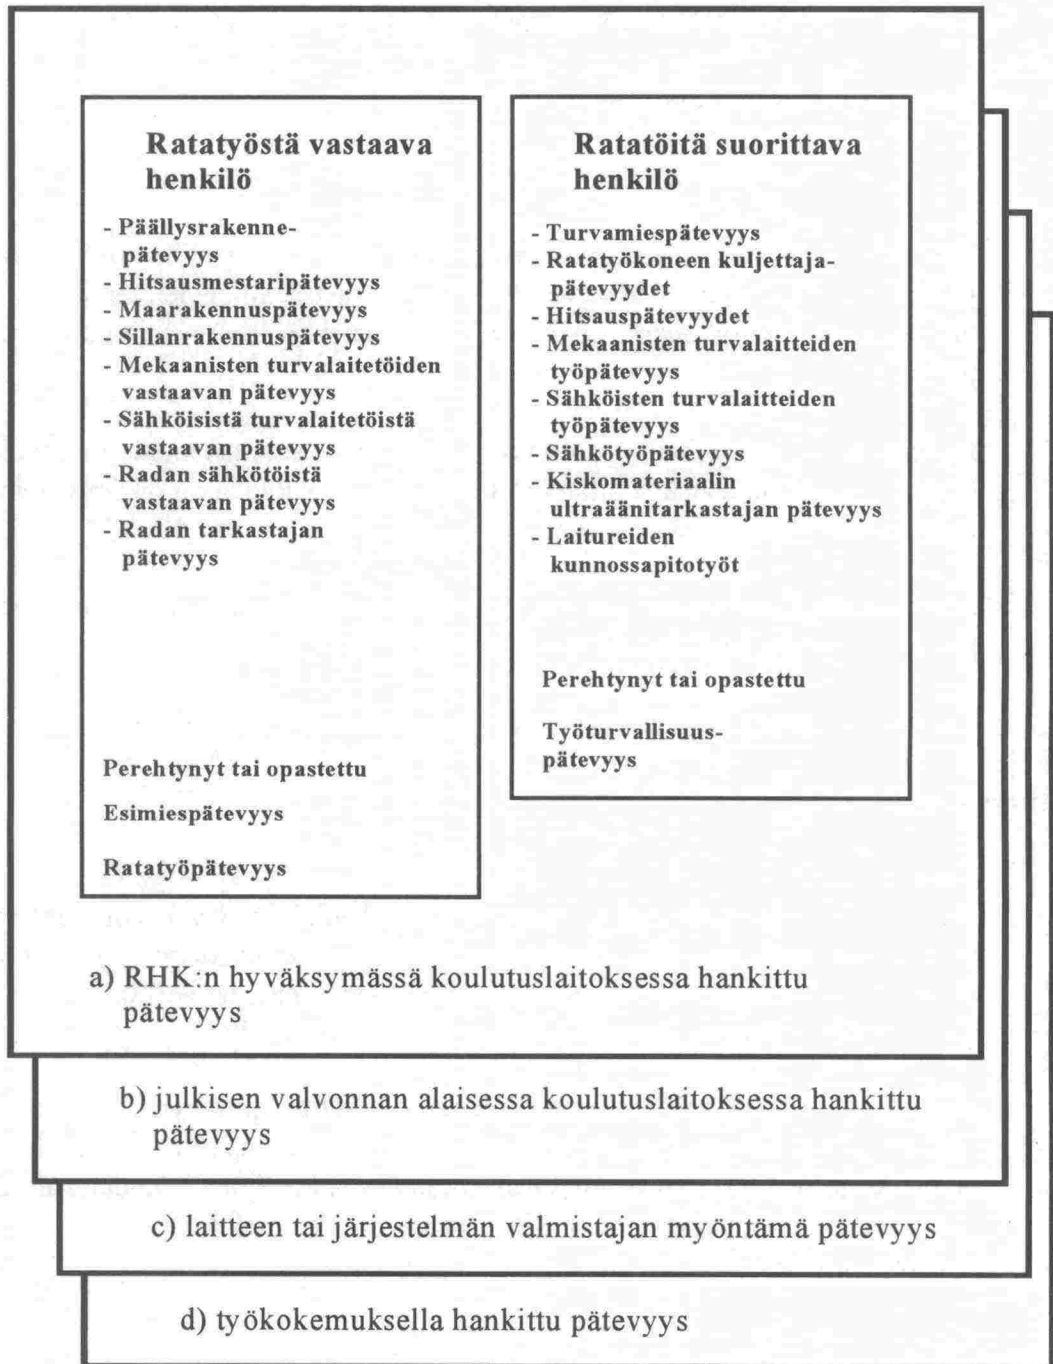 Ratatyöstä vastaava
henkilö
- Päällysrakenne-
pätevyys
- Hitsausmestaripätevyys
- Maarakennuspätevyys
- Sillanrakennuspätevyys
- Mekaanisten turvalaitetöiden
vastaavan pätevyys
- Sähköisistä turvalaitetöistä
vastaavan pätevyys
- Radan sähkötöistä
vastaavan pätevyys
- Radan tarkastajan
pätevyys
Perehtynyt tai opastettu
Esimiespätevyys
Ratatyöpätevyys
Ratatöitä suorittava
henkilö
- Turvamiespätevyys
- Ratatyökoneen kuljettaja-
pätevyydet
- Hitsauspätevyydet
- Mekaanisten turvalaitteiden
työpätevyys
- Sähköisten turvalaitteiden
työpätevyys
- Sähkötyöpätevyys
- Kiskomateriaalin
ultraäänitarkastajan pätevyys
- Laitureiden
kunnossapitotyöt
Perehtynyt tai opastettu
Työturvallisuus-
pätevyys
a) RHK:n hyväksymässä koulutuslaitoksessa hankittu
pätevyys
b) julkisen valvonnan alaisessa koulutuslaitoksessa hankittu
pätevyys
c) laitteen tai järjestelmän valmistajan myöntämä pätevyys
d) työkokemuksella hankittu pätevyys